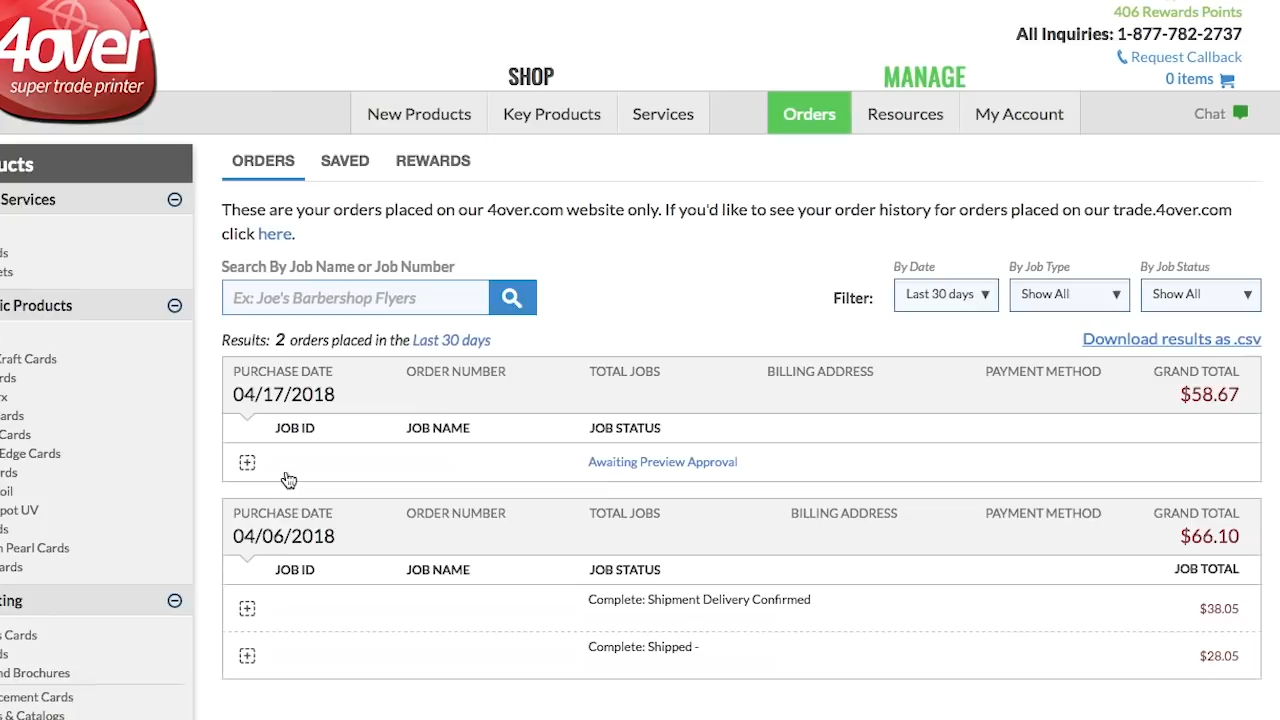 406 Rewards Points
All Inquiries: 1-877-782-2737
Request Callback
0 items
4over
super trade printer
SHOP
MANAGE
New Products
Key Products
Services
Orders
Resources
My Account
Chat
ucts
Services
ds
ets
ic Products
raft Cards
rds
x
ards
Cards
Edge Cards
rds
oil
pot UV
ds
n Pearl Cards
ards
ting
s Cards
ds
nd Brochures
cement Cards
s & Catalogs
ORDERS
SAVED
REWARDS
These are your orders placed on our 4over.com website only. If you'd like to see your order history for orders placed on our trade.4over.com
click here.
Search By Job Name or Job Number
Ex: Joe's Barbershop Flyers
Filter:
By Date
Last 30 days
By Job Type
Show All
By Job Status
Show All
Results: 2 orders placed in the Last 30 days
Download results as .csv
PURCHASE DATE ORDER NUMBER TOTAL JOBS BILLING ADDRESS PAYMENT METHOD GRAND TOTAL
04/17/2018 $58.67
JOB ID JOB NAME JOB STATUS
Awaiting Preview Approval
PURCHASE DATE ORDER NUMBER TOTAL JOBS BILLING ADDRESS PAYMENT METHOD GRAND TOTAL
04/06/2018 $66.10
JOB ID JOB NAME JOB STATUS JOB TOTAL
Complete: Shipment Delivery Confirmed $38.05
Complete: Shipped - $28.05